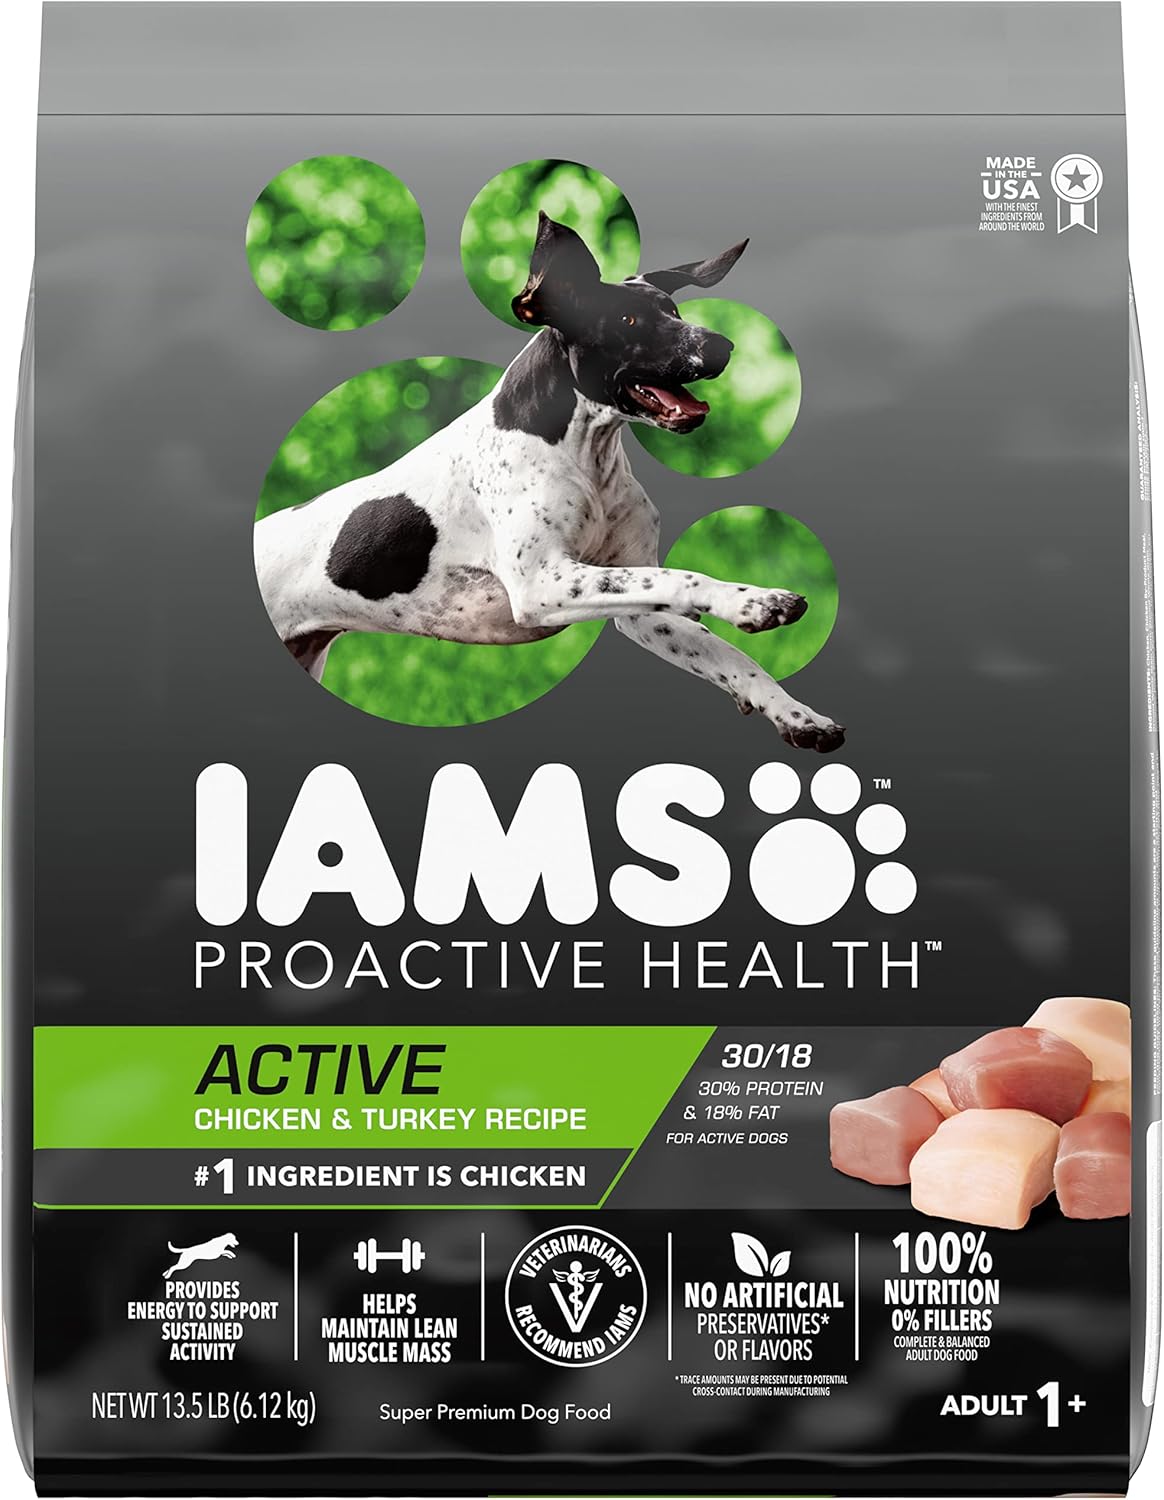 MADE
IN THE
USA
WITH THE FINEST
INGREDIENTS FROM
AROUND THE WORLD
IAMS™
PROACTIVE HEALTH™
ACTIVE
CHICKEN & TURKEY RECIPE
#1 INGREDIENT IS CHICKEN
30/18
30% PROTEIN
& 18% FAT
FOR ACTIVE DOGS
PROVIDES
ENERGY TO SUPPORT
SUSTAINED
ACTIVITY
HELPS
MAINTAIN LEAN
MUSCLE MASS
VETERINARIANS
RECOMMEND IAMS
NO ARTIFICIAL
PRESERVATIVES*
OR FLAVORS
*TRACE AMOUNTS MAY BE PRESENT DUE TO POTENTIAL
CROSS-CONTACT DURING MANUFACTURING
100%
NUTRITION
0% FILLERS
COMPLETE & BALANCED
ADULT DOG FOOD
NET WT 13.5 LB (6.12 kg)
Super Premium Dog Food
ADULT 1+
GUARANTEED ANALYSIS: